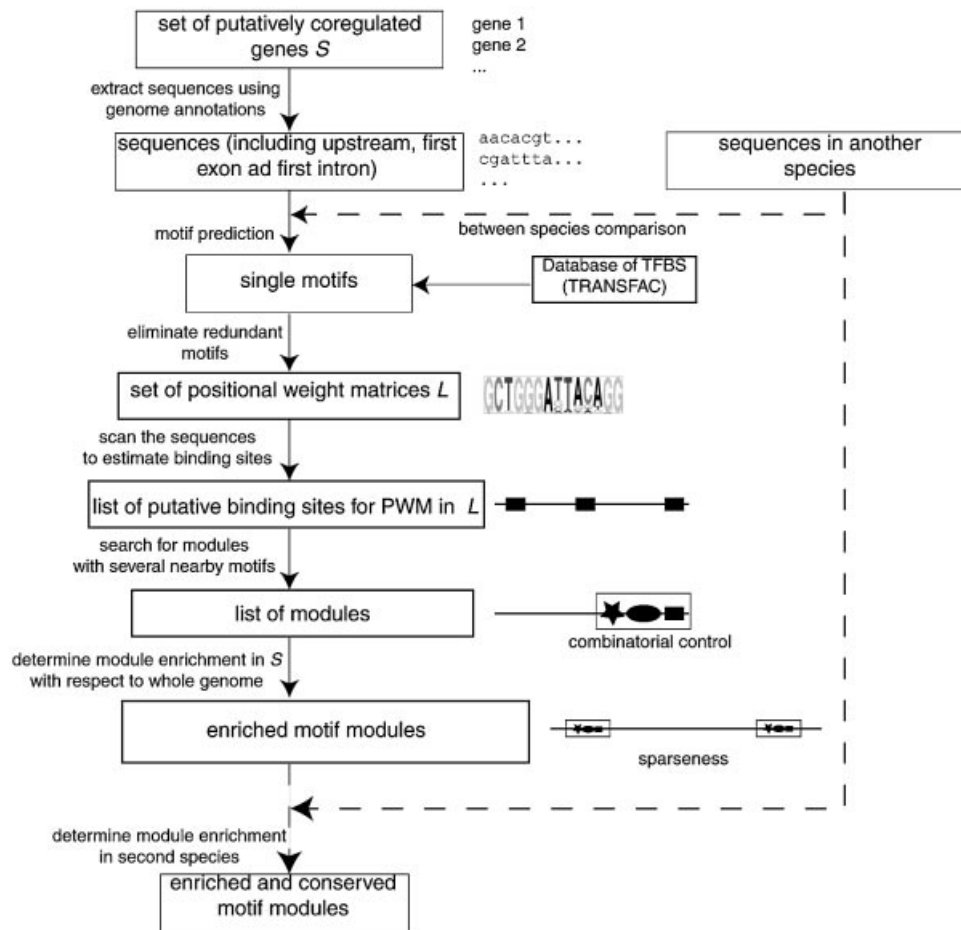 set of putatively coregulated
genes S
gene 1
gene 2
...
extract sequences using
genome annotations
sequences (including upstream, first
exon ad first intron)
aacacgt...
cgattta...
...
sequences in another
species
motif prediction
between species comparison
single motifs
Database of TFBS
(TRANSFAC)
eliminate redundant
motifs
set of positional weight matrices L
GCTGGGATTACAGG
scan the sequences
to estimate binding sites
list of putative binding sites for PWM in L
search for modules
with several nearby motifs
list of modules
combinatorial control
determine module enrichment in S
with respect to whole genome
enriched motif modules
sparseness
determine module enrichment
in second species
enriched and conserved
motif modules